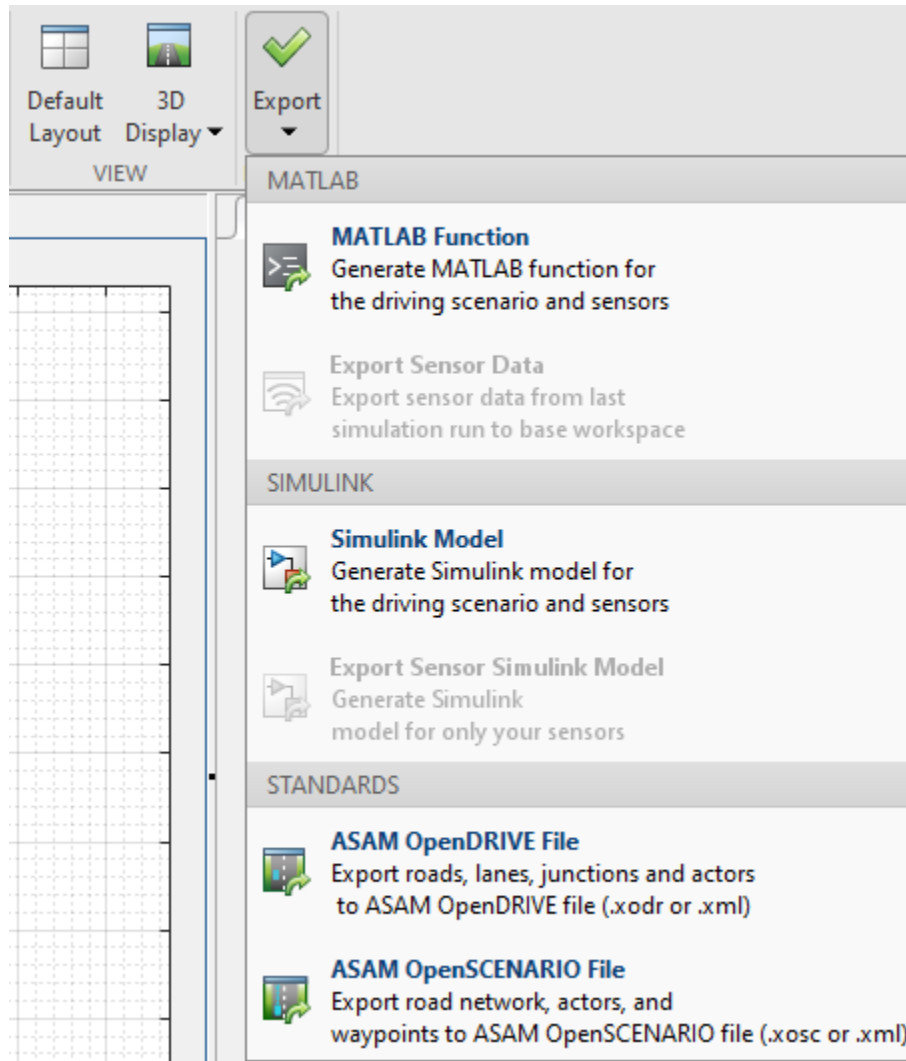 Default
Layout
3D
Display
Export
VIEW
MATLAB
MATLAB Function
Generate MATLAB function for
the driving scenario and sensors
Export Sensor Data
Export sensor data from last
simulation run to base workspace
SIMULINK
Simulink Model
Generate Simulink model for
the driving scenario and sensors
Export Sensor Simulink Model
Generate Simulink
model for only your sensors
STANDARDS
ASAM OpenDRIVE File
Export roads, lanes, junctions and actors
to ASAM OpenDRIVE file (.xodr or .xml)
ASAM OpenSCENARIO File
Export road network, actors, and
waypoints to ASAM OpenSCENARIO file (.xosc or .xml)